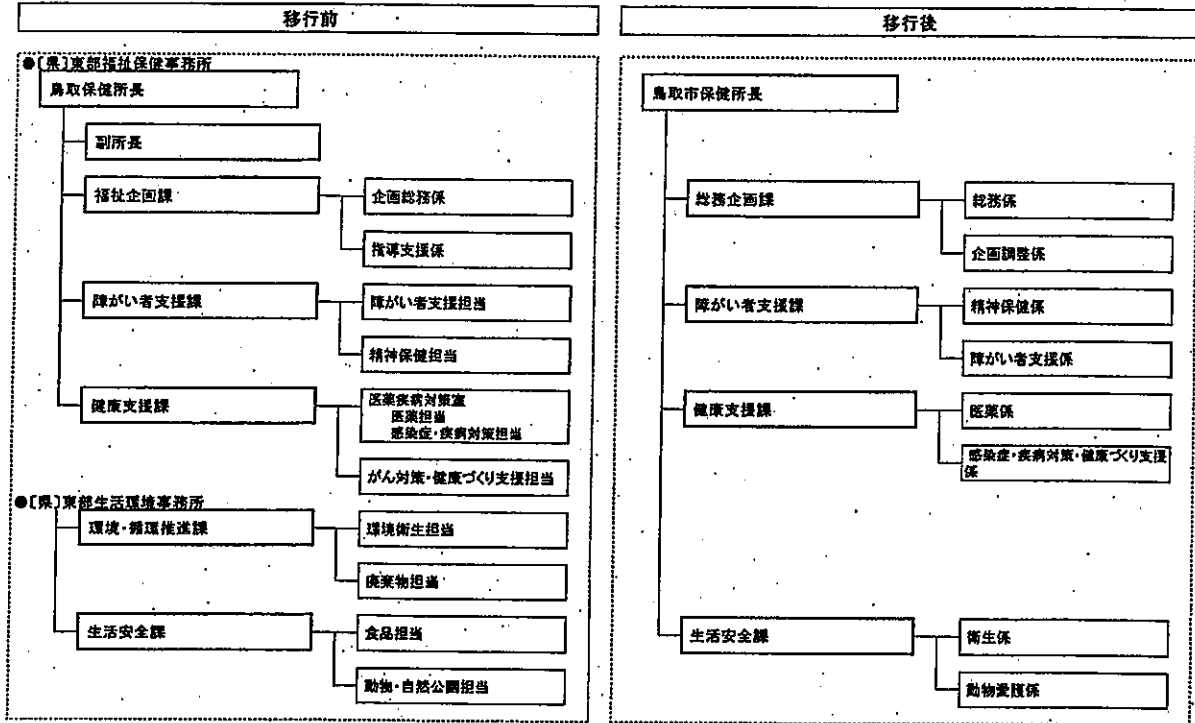 移行前
●[県]東部福祉保健事務所
鳥取保健所長
副所長
福祉企画課
企画総務係
指導支援係
障がい者支援課
障がい者支援担当
精神保健担当
健康支援課
医薬疾病対策室
医薬担当
感染症・疾病対策担当
がん対策・健康づくり支援担当
●[県]東部生活環境事務所
環境・循環推進課
環境衛生担当
廃棄物担当
生活安全課
食品担当
動物・自然公園担当
移行後
鳥取市保健所長
総務企画課
総務係
企画調整係
障がい者支援課
精神保健係
障がい者支援係
健康支援課
医薬係
感染症・疾病対策・健康づくり支援
係
生活安全課
衛生係
動物愛護係